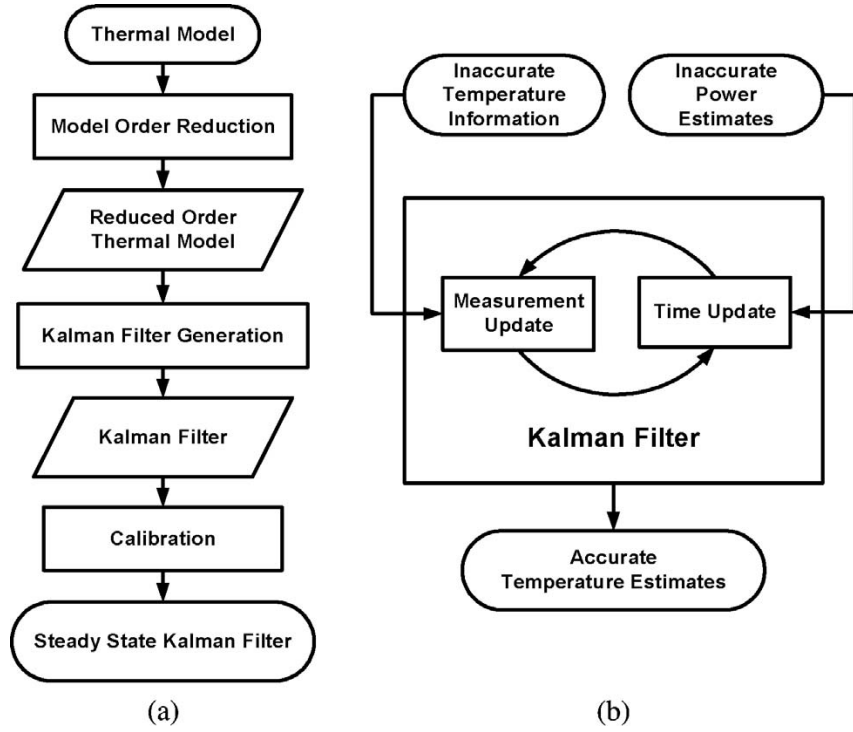 Thermal Model
Model Order Reduction
Reduced Order
Thermal Model
Kalman Filter Generation
Kalman Filter
Calibration
Steady State Kalman Filter
(a)
Inaccurate
Temperature
Information
Inaccurate
Power
Estimates
Measurement
Update
Time Update
Kalman Filter
Accurate
Temperature Estimates
(b)